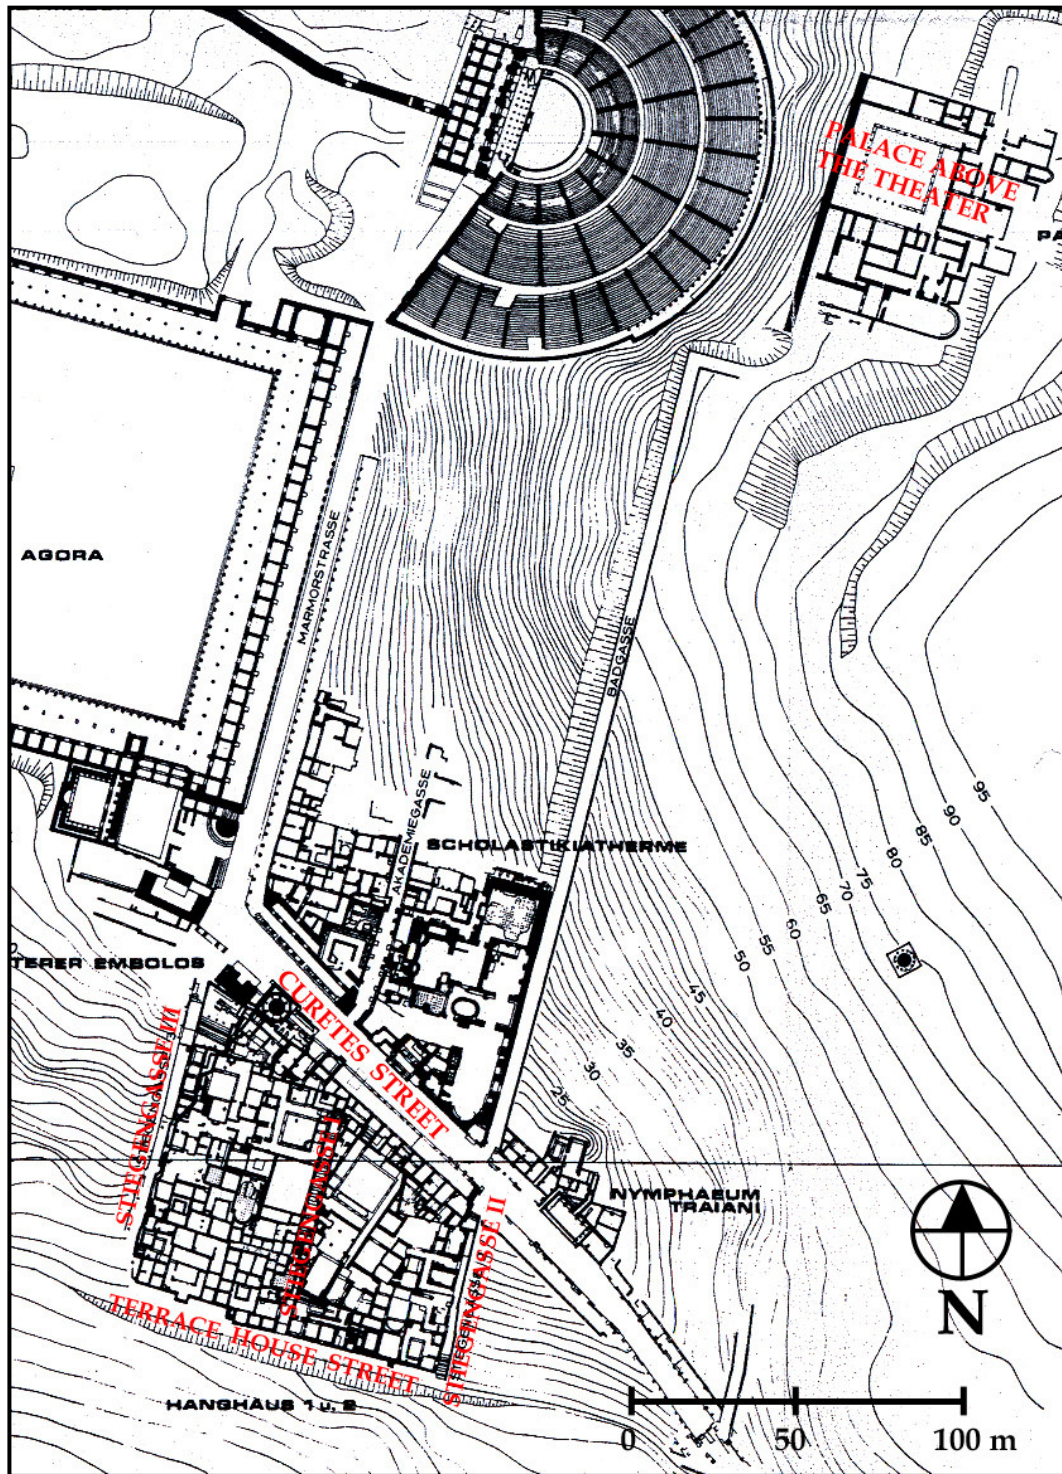 PALACE ABOVE
THE THEATER
PA
AGORA
MARMORSTRASSE
BADGASSE
AKADEMIEGASSE
SCHOLASTIKIATHERME
95
90
85
80
75
70
65
60
55
50
45
40
35
30
25
TERER EMBOLOS
CURETES STREET
STIEGENGASSE III
STIEGENGASSE I
STIEGENGASSE II
NYMPHAEUM
TRAIANI
TERRACE HOUSE STREET
HANGHÄUS 1 u. 2
N
0 50 100 m